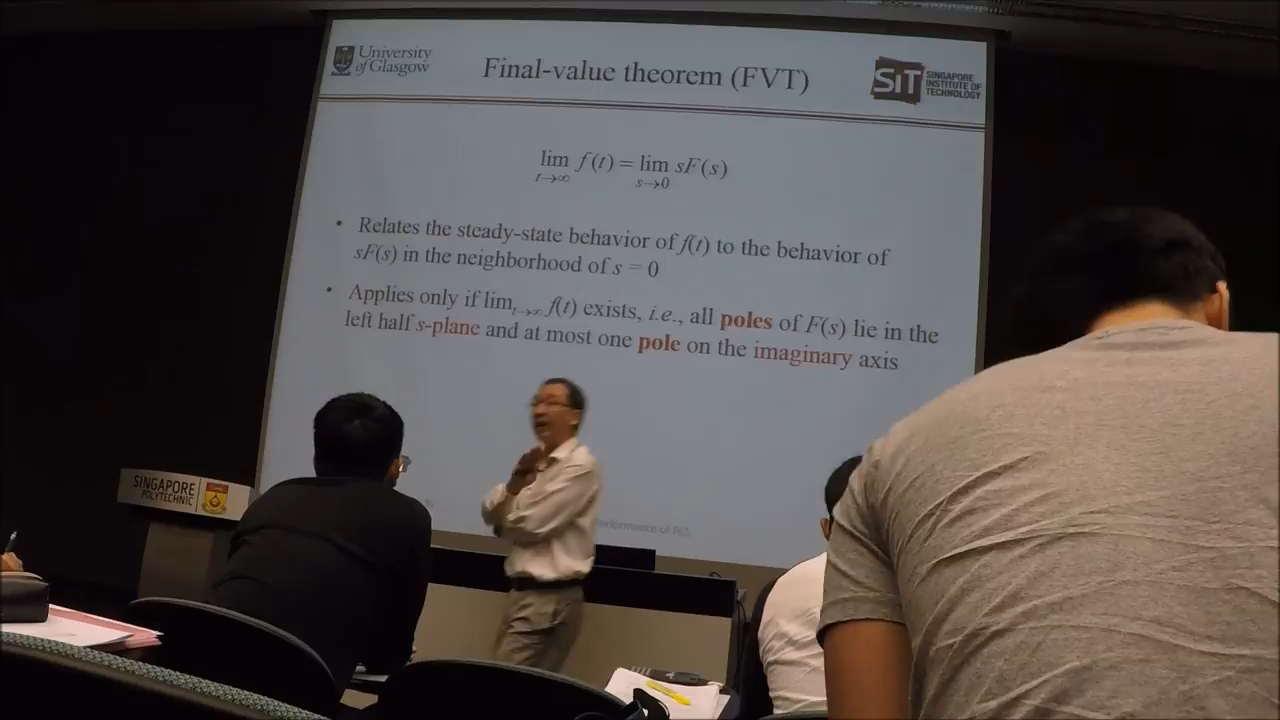 University
of Glasgow
Final-value theorem (FVT)
SiT SINGAPORE
INSTITUTE OF
TECHNOLOGY
lim f(t) = lim sF(s)
t→∞ s→0
• Relates the steady-state behavior of f(t) to the behavior of
sF(s) in the neighborhood of s = 0
• Applies only if lim t→∞ f(t) exists, i.e., all poles of F(s) lie in the
left half s-plane and at most one pole on the imaginary axis
SINGAPORE
POLYTECHNIC
of FCS